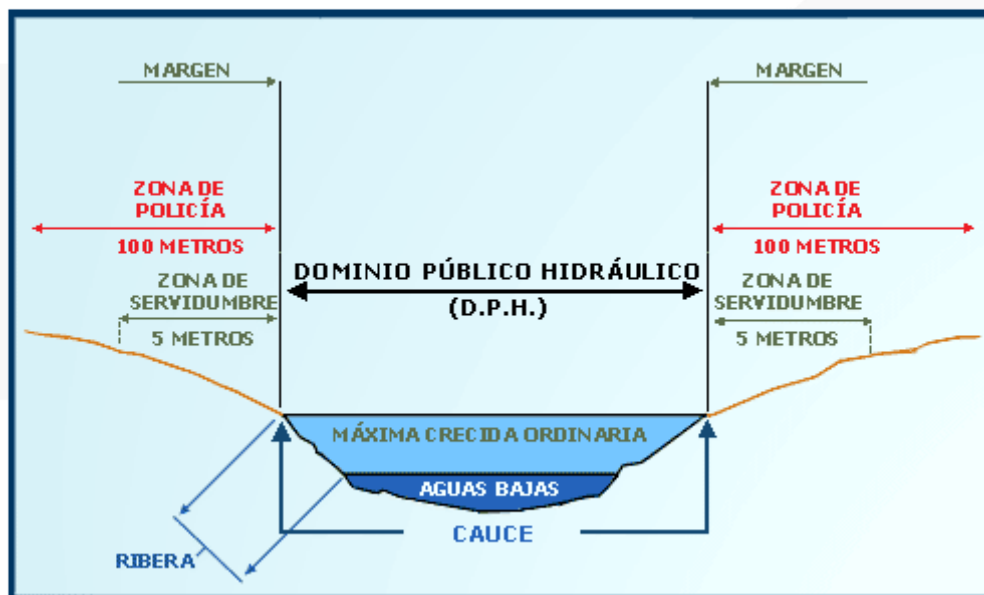 MARGEN
MARGEN
ZONA DE
POLICÍA
100 METROS
ZONA DE
POLICÍA
100 METROS
DOMINIO PÚBLICO HIDRÁULICO
(D.P.H.)
ZONA DE
SERVIDUMBRE
5 METROS
ZONA DE
SERVIDUMBRE
5 METROS
MÁXIMA CRECIDA ORDINARIA
AGUAS BAJAS
CAUCE
RIBERA